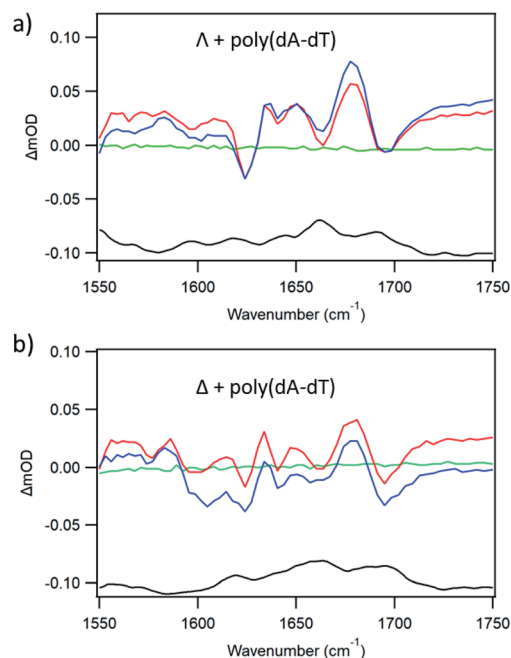 a)
Λ + poly(dA-dT)
0.10
0.05
0.00
-0.05
-0.10
ΔmOD
1550
1600
1650
1700
1750
Wavenumber (cm⁻¹)
b)
Δ + poly(dA-dT)
0.10
0.05
0.00
-0.05
-0.10
ΔmOD
1550
1600
1650
1700
1750
Wavenumber (cm⁻¹)